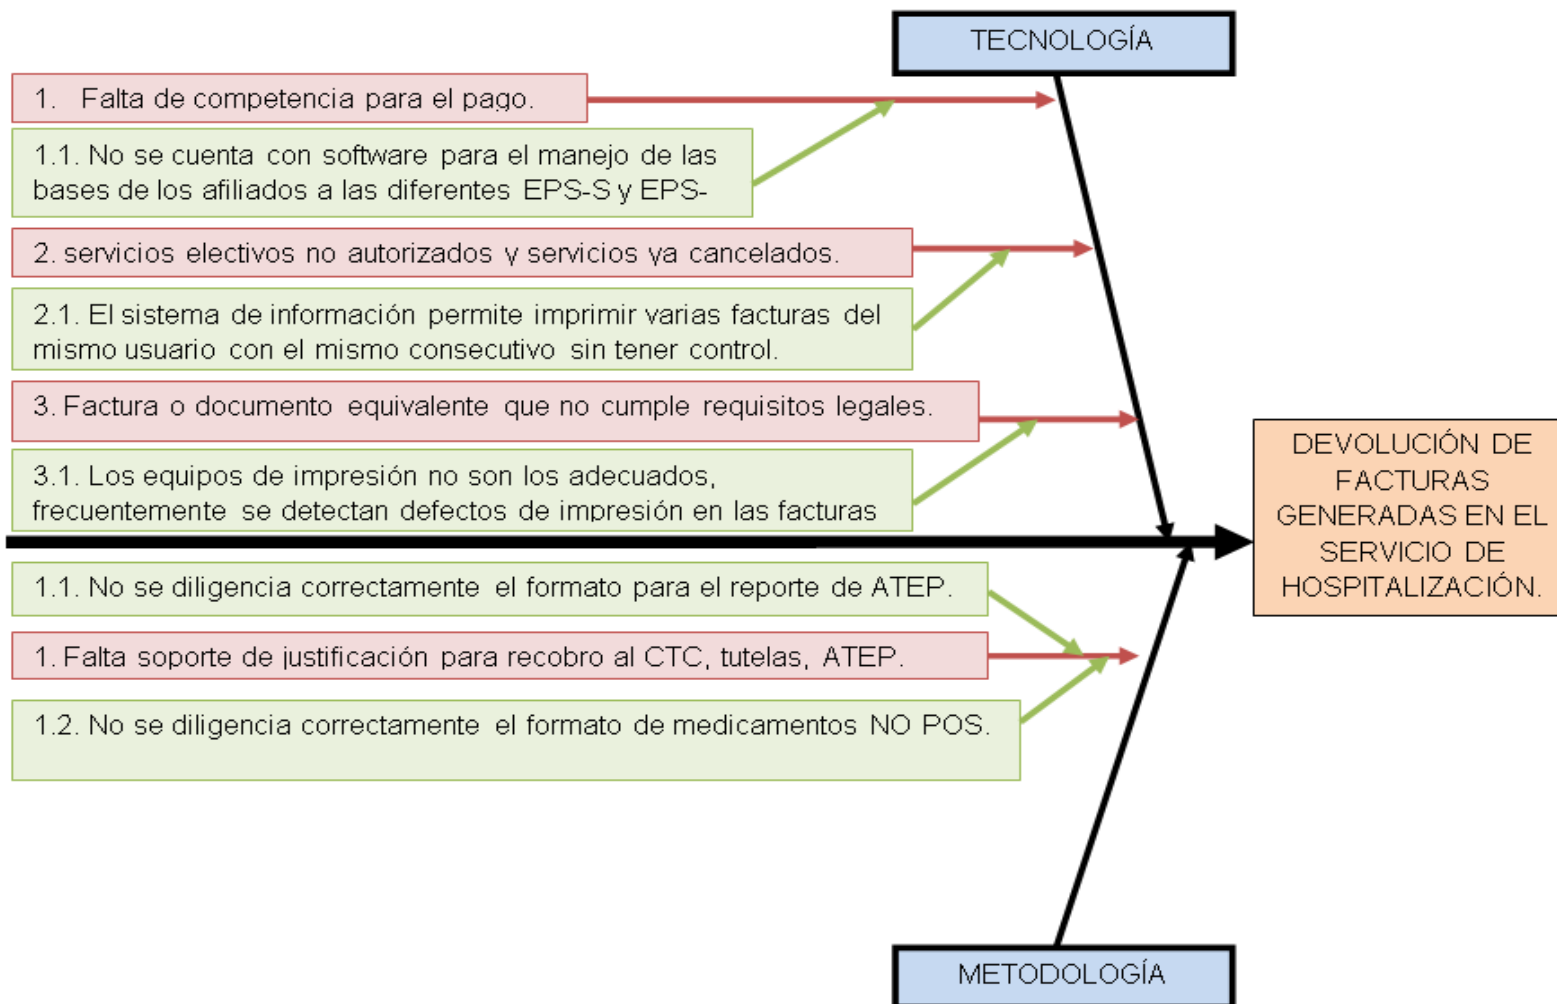 TECNOLOGÍA
1. Falta de competencia para el pago.
1.1. No se cuenta con software para el manejo de las
bases de los afiliados a las diferentes EPS-S y EPS-
2. servicios electivos no autorizados y servicios ya cancelados.
2.1. El sistema de información permite imprimir varias facturas del
mismo usuario con el mismo consecutivo sin tener control.
3. Factura o documento equivalente que no cumple requisitos legales.
3.1. Los equipos de impresión no son los adecuados,
frecuentemente se detectan defectos de impresión en las facturas
DEVOLUCIÓN DE
FACTURAS
GENERADAS EN EL
SERVICIO DE
HOSPITALIZACIÓN.
1.1. No se diligencia correctamente el formato para el reporte de ATEP.
1. Falta soporte de justificación para recobro al CTC, tutelas, ATEP.
1.2. No se diligencia correctamente el formato de medicamentos NO POS.
METODOLOGÍA